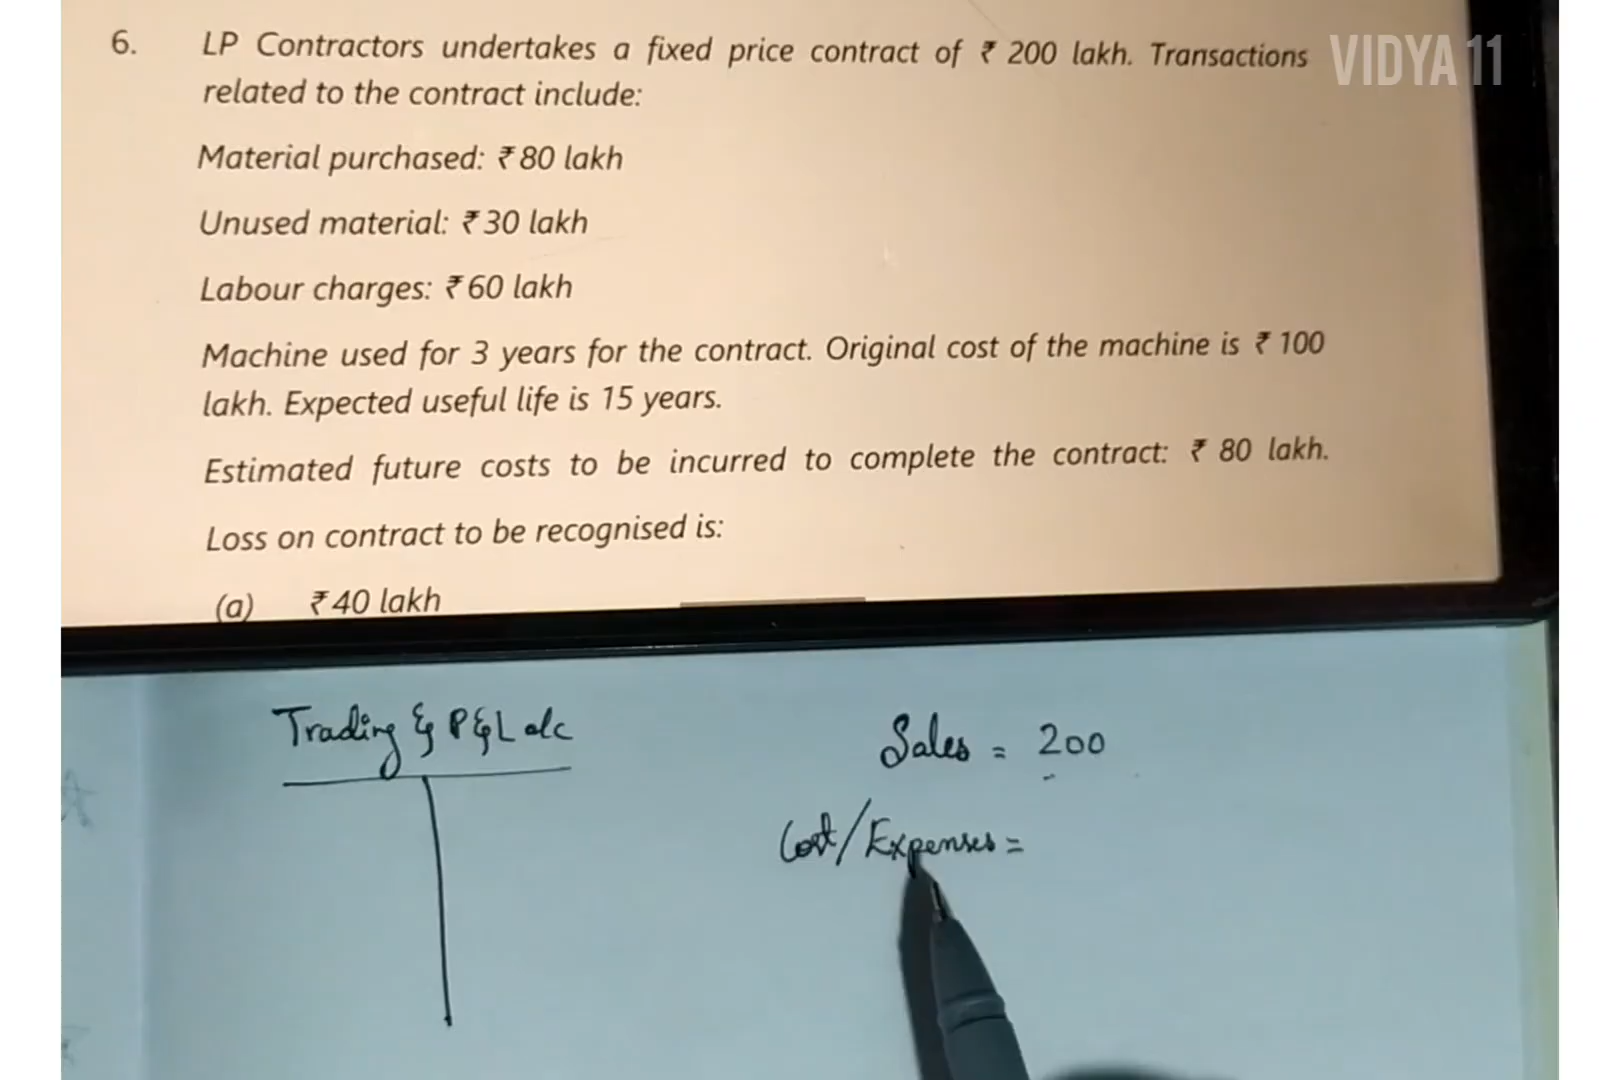 6. LP Contractors undertakes a fixed price contract of ₹ 200 lakh. Transactions
VIDYA 11
related to the contract include:
Material purchased: ₹ 80 lakh
Unused material: ₹ 30 lakh
Labour charges: ₹ 60 lakh
Machine used for 3 years for the contract. Original cost of the machine is ₹ 100
lakh. Expected useful life is 15 years.
Estimated future costs to be incurred to complete the contract: ₹ 80 lakh.
Loss on contract to be recognised is:
(a) ₹ 40 lakh
Trading & P&L a/c
Sales = 200
Cost/Expenses =